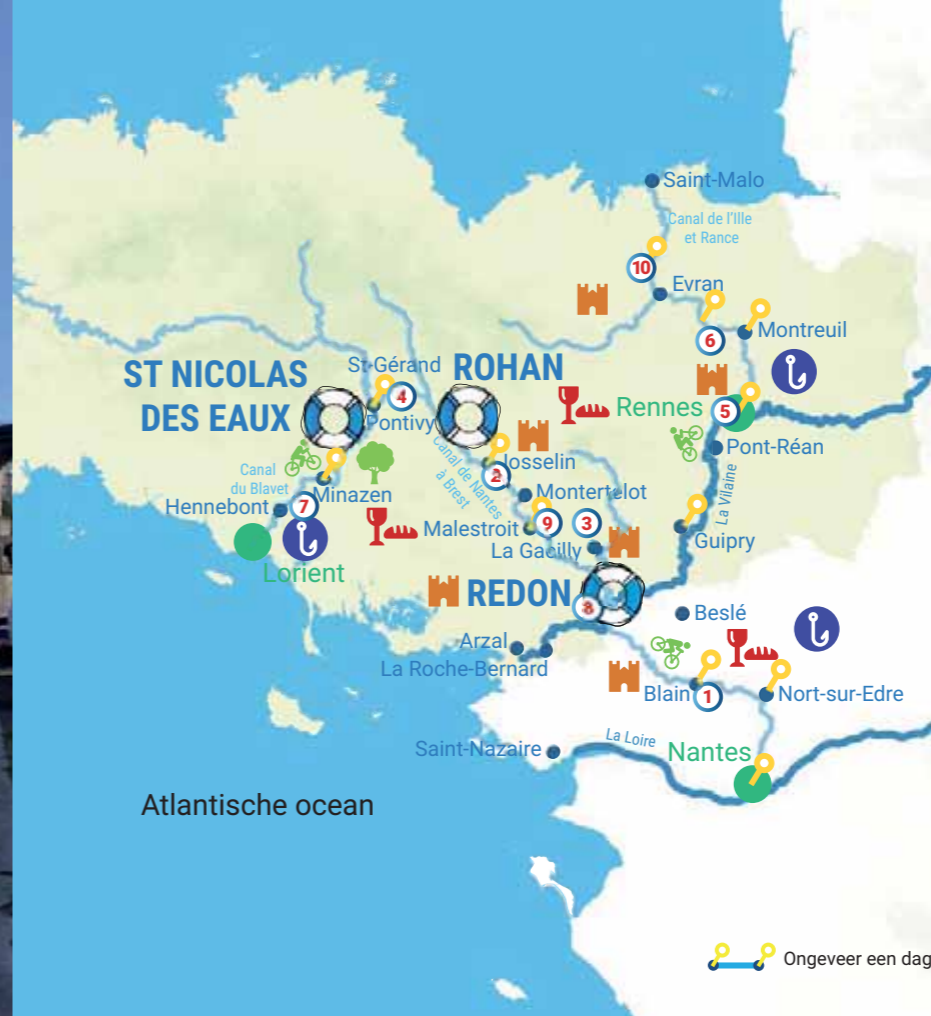 Saint-Malo
Canal de l'Ille
et Rance
10
Evran
6
Montreuil
ST NICOLAS
DES EAUX
St-Gérand
4
ROHAN
Pontivy
Rennes
5
Pont-Réan
Josselin
2
Canal de Nantes
à Brest
La Vilaine
Canal
du Blavet
Minazen
Hennebont
7
Montertelot
Malestroit
9
3
Guipry
La Gacilly
Lorient
REDON
8
Beslé
Arzal
La Roche-Bernard
Blain
1
Nort-sur-Edre
La Loire
Saint-Nazaire
Nantes
Atlantische ocean
Ongeveer een dag